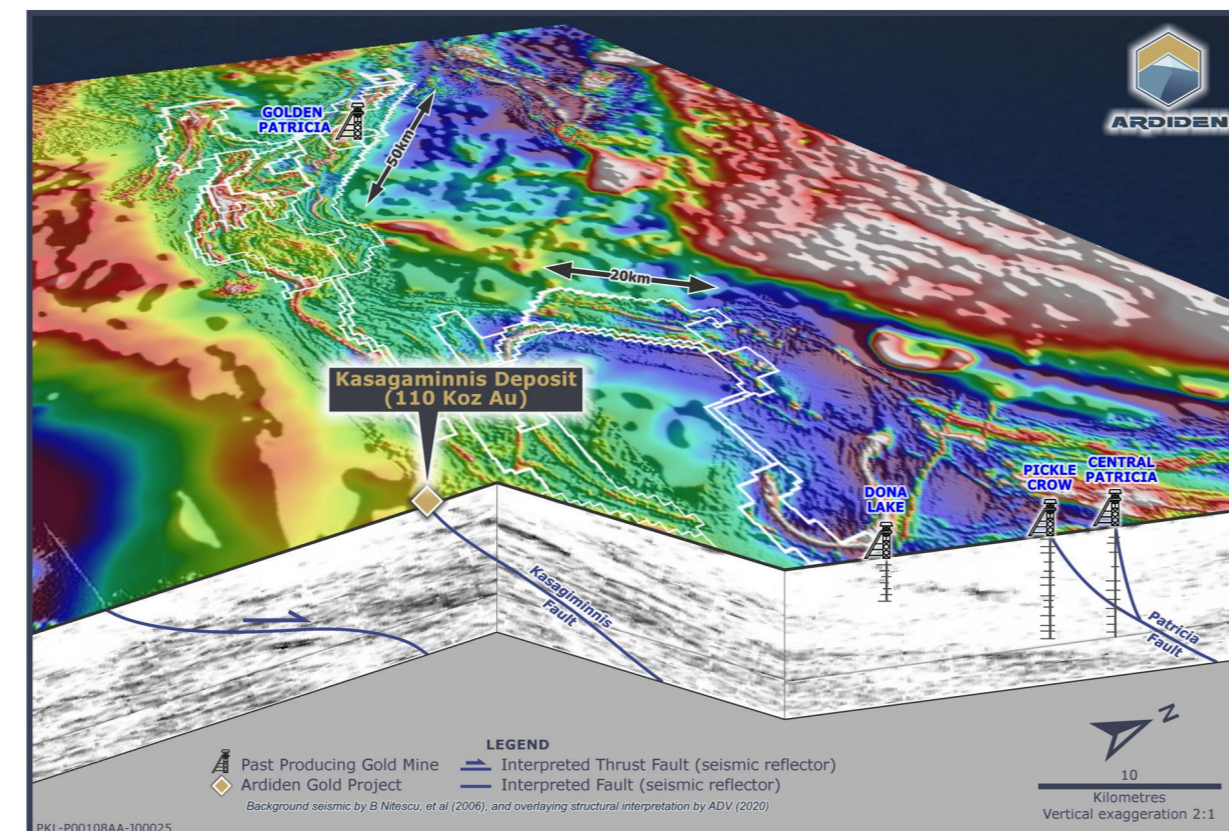 ARDIDEN
GOLDEN
PATRICIA
50km
20km
Kasagaminnis Deposit
(110 Koz Au)
DONA
LAKE
PICKLE
CROW
CENTRAL
PATRICIA
Kasagiminnis
Fault
Patricia
Fault
LEGEND
Past Producing Gold Mine
Interpreted Thrust Fault (seismic reflector)
Ardiden Gold Project
Interpreted Fault (seismic reflector)
Background seismic by B Nitescu, et al (2006), and overlaying structural interpretation by ADV (2020)
N
10
Kilometres
Vertical exaggeration 2:1
PKL-P00108AA-J00025